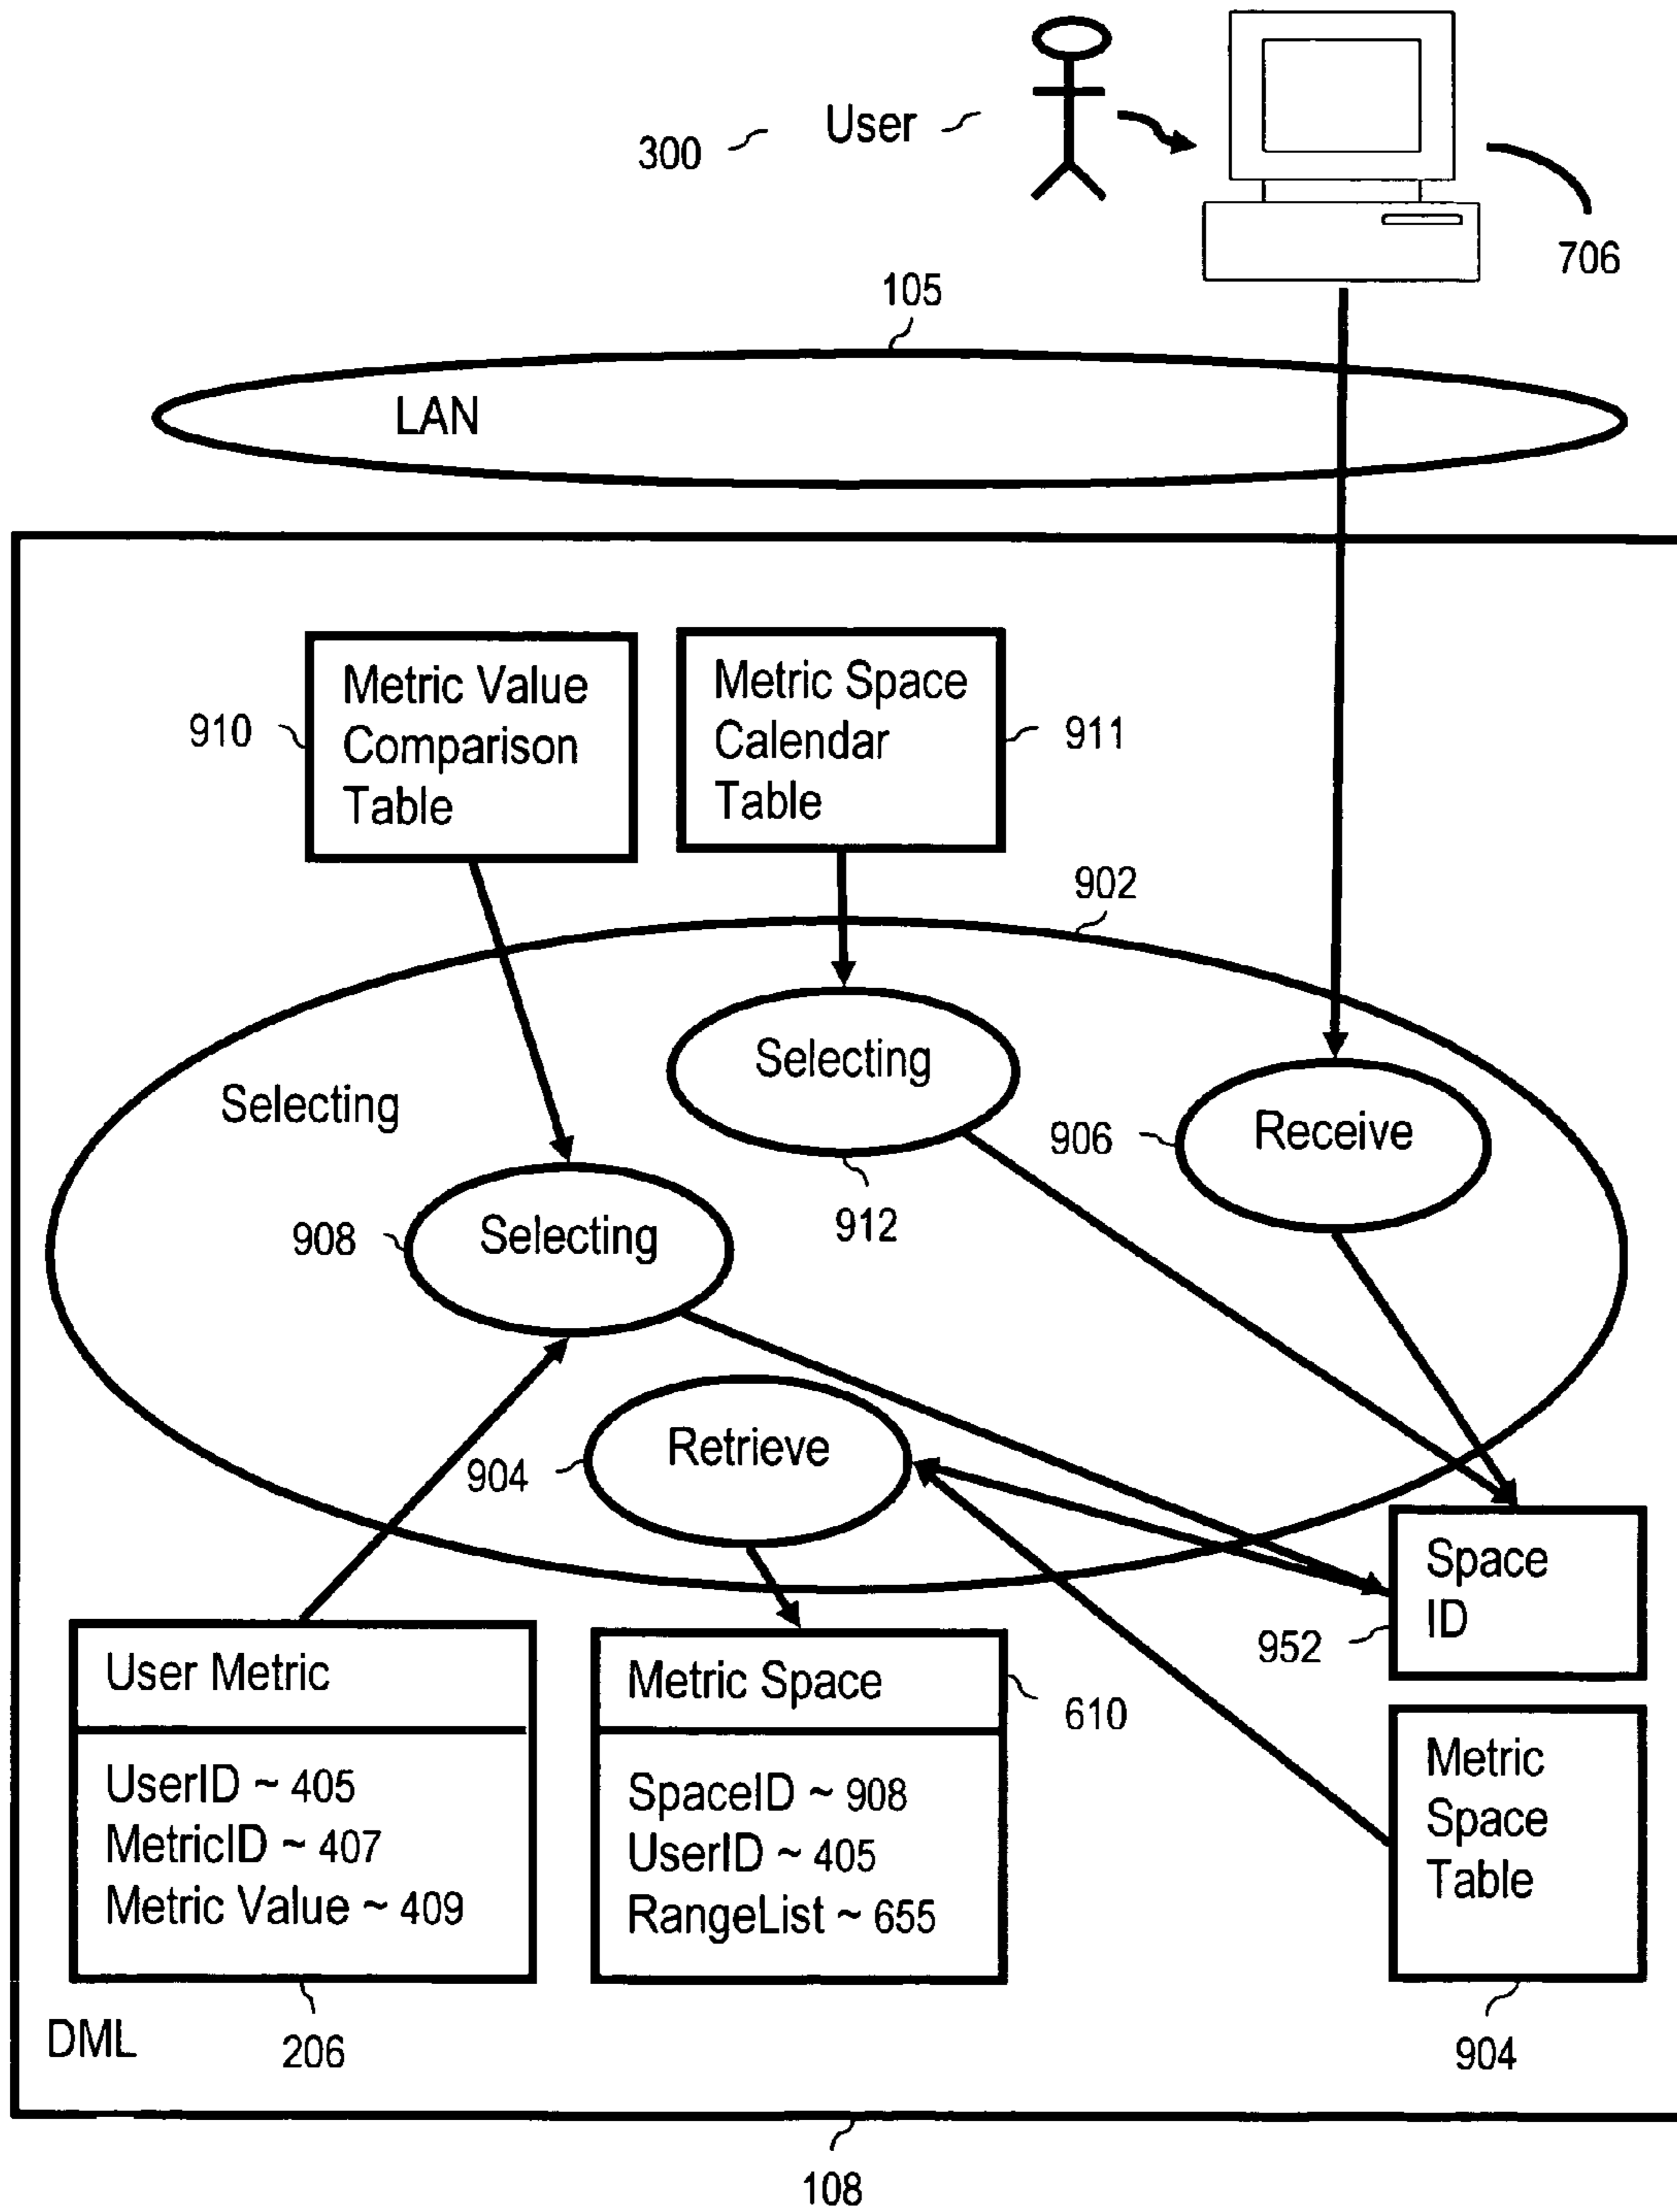 User
300
706
105
LAN
Metric Value
Comparison
Table
910
Metric Space
Calendar
Table
911
902
Selecting
Selecting
912
Receive
906
Selecting
908
Retrieve
904
Space
ID
952
User Metric
UserID ~ 405
MetricID ~ 407
Metric Value ~ 409
206
Metric Space
SpaceID ~ 908
UserID ~ 405
RangeList ~ 655
610
Metric
Space
Table
904
DML
108